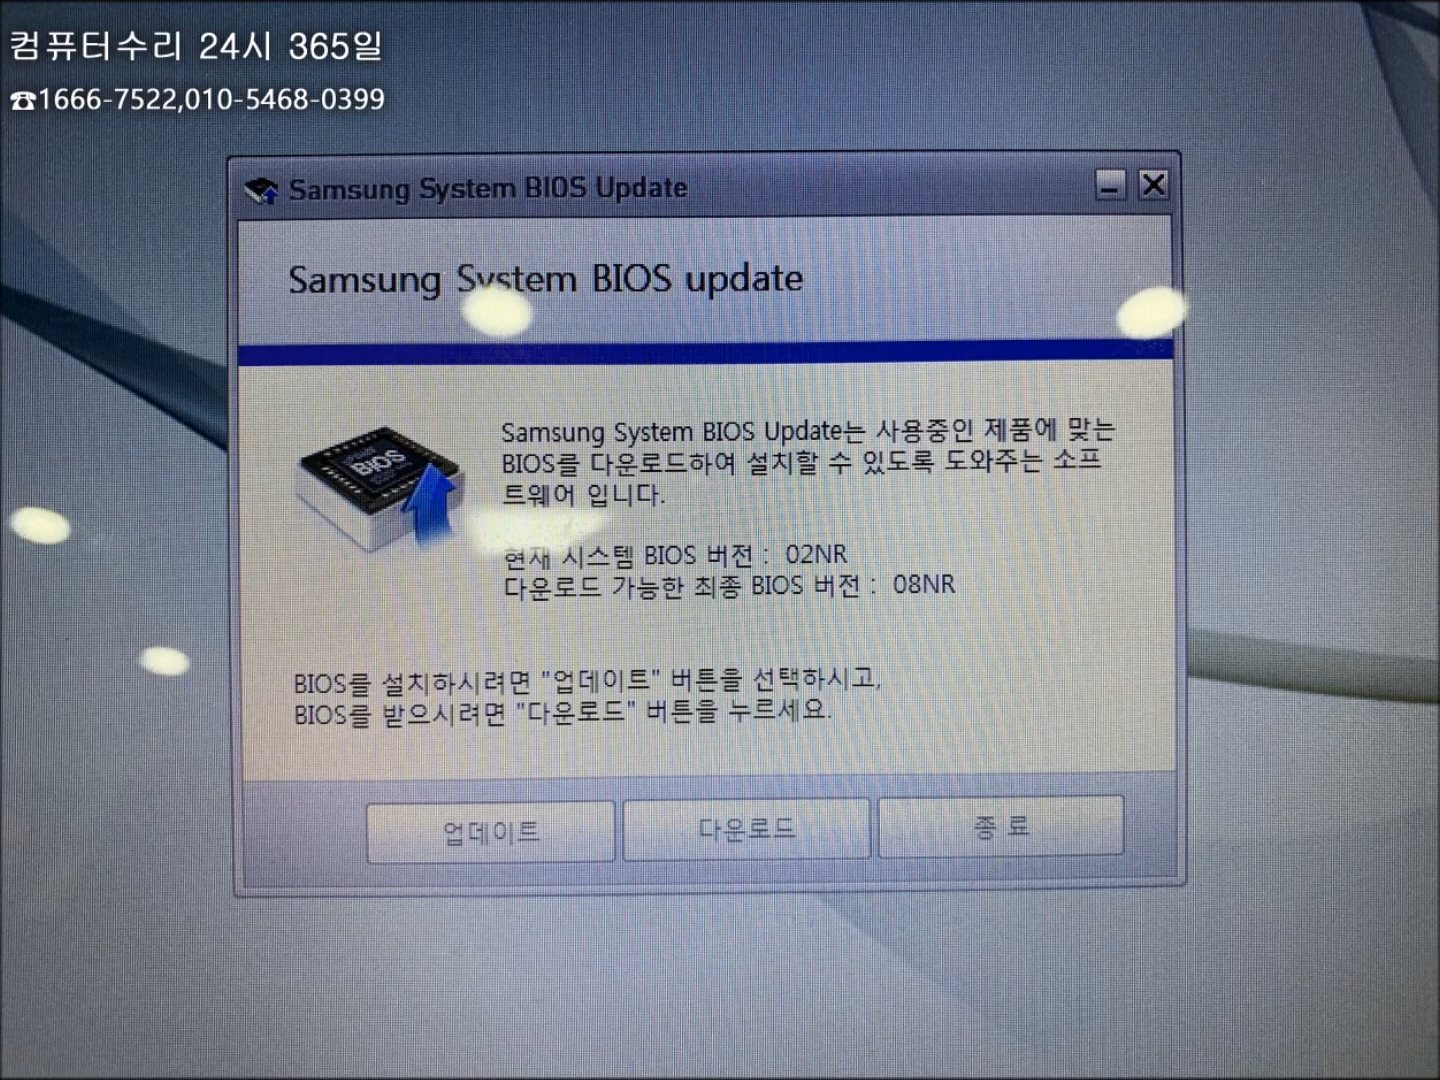 컴퓨터수리 24시 365일
☎1666-7522,010-5468-0399
Samsung System BIOS Update
Samsung System BIOS update
BIOS
Samsung System BIOS Update는 사용중인 제품에 맞는
BIOS를 다운로드하여 설치할 수 있도록 도와주는 소프
트웨어 입니다.
현재 시스템 BIOS 버전 : 02NR
다운로드 가능한 최종 BIOS 버전 : 08NR
BIOS를 설치하시려면 "업데이트" 버튼을 선택하시고,
BIOS를 받으시려면 "다운로드" 버튼을 누르세요.
업데이트 다운로드 종 료